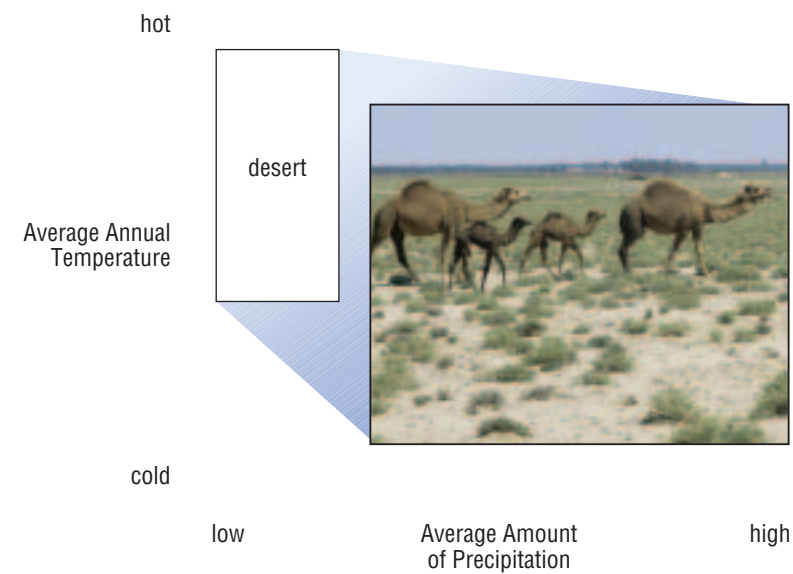 hot
desert
Average Annual
Temperature
cold
low
Average Amount
of Precipitation
high